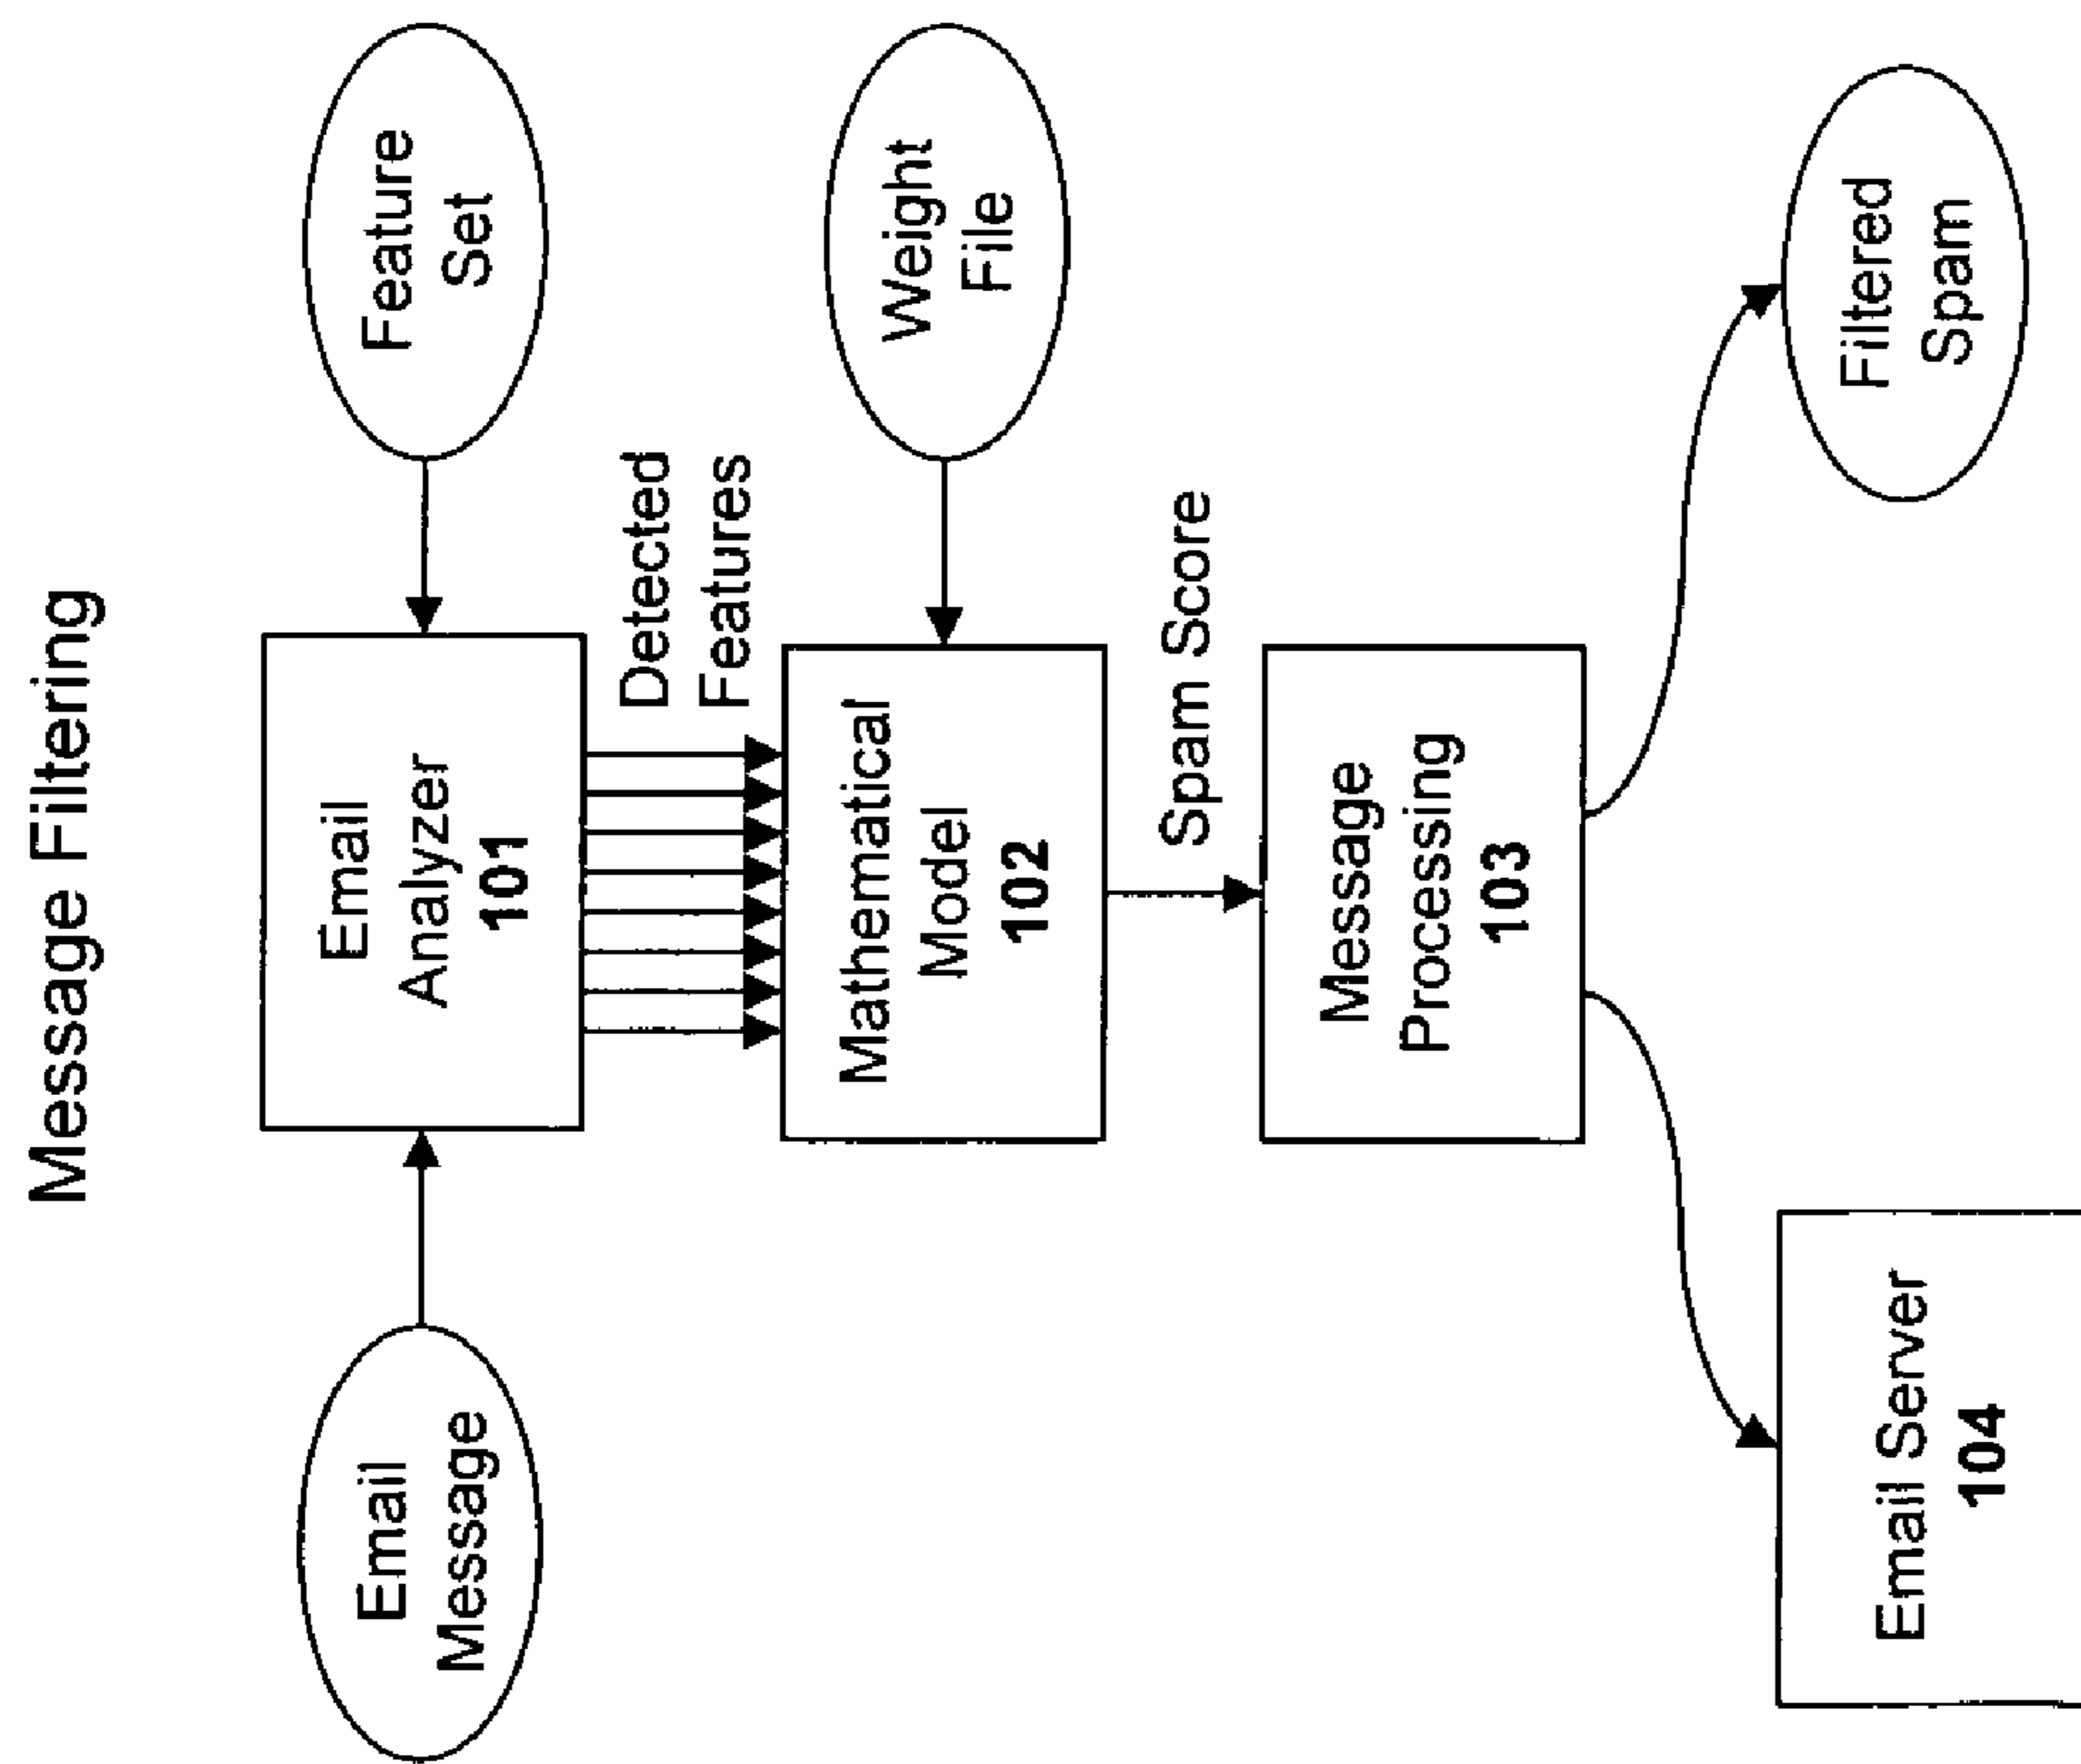 Message Filtering
Email
Message
Email
Analyzer
101
Feature
Set
Detected
Features
Mathematical
Model
102
Weight
File
Spam Score
Message
Processing
103
Email Server
104
Filtered
Spam